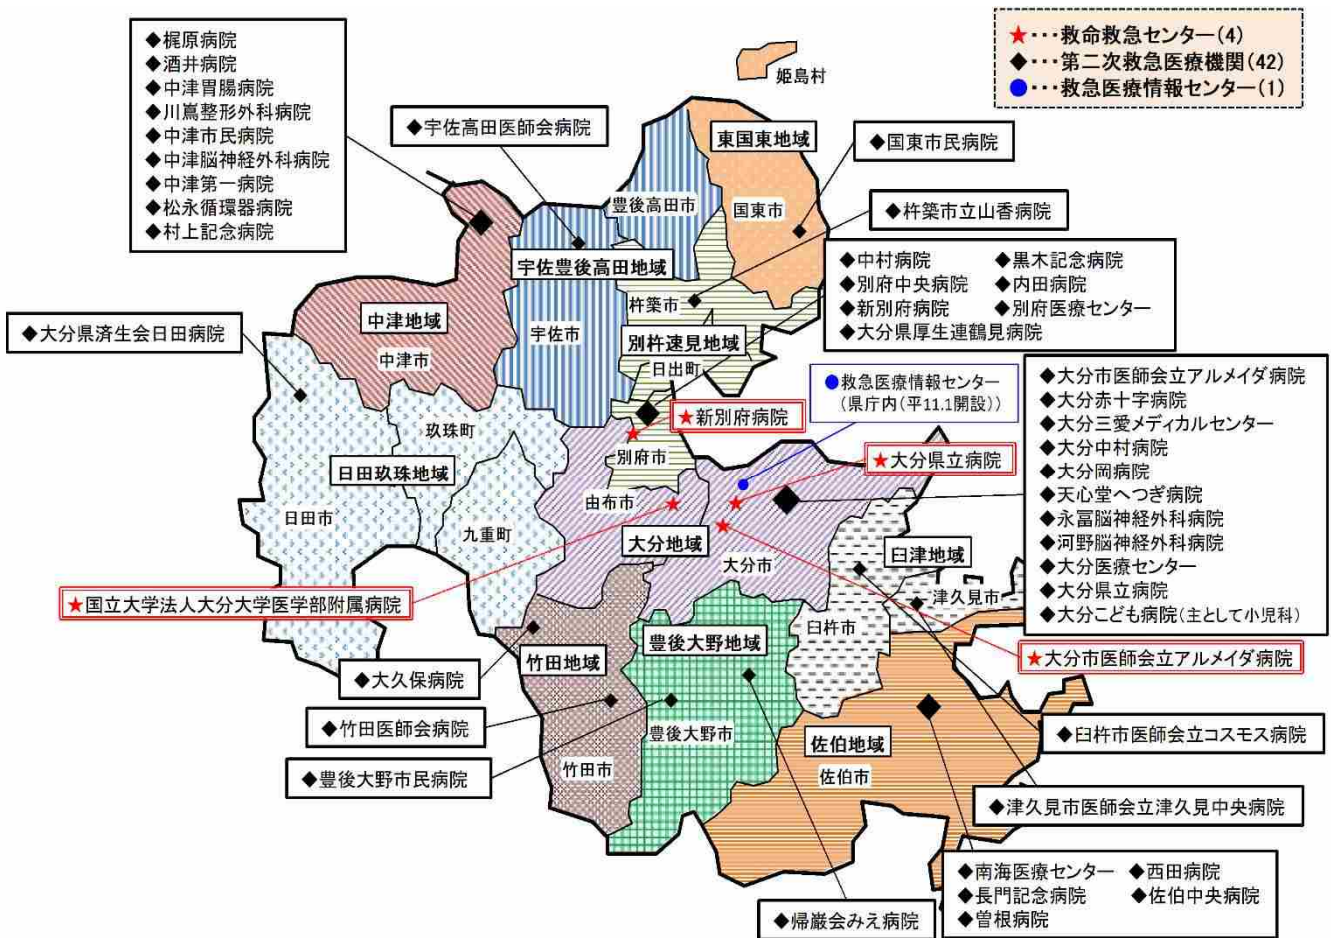 ★・・・救命救急センター(4)
◆・・・第二次救急医療機関(42)
●・・・救急医療情報センター(1)
◆梶原病院
◆酒井病院
◆中津胃腸病院
◆川嶌整形外科病院
◆中津市民病院
◆中津脳神経外科病院
◆中津第一病院
◆松永循環器病院
◆村上記念病院
姫島村
◆宇佐高田医師会病院
東国東地域
◆国東市民病院
豊後高田市
国東市
◆杵築市立山香病院
宇佐豊後高田地域
◆中村病院
◆黒木記念病院
◆別府中央病院
◆内田病院
◆新別府病院
◆別府医療センター
◆大分県厚生連鶴見病院
杵築市
中津地域
◆大分県済生会日田病院
宇佐市
別杵速見地域
中津市
日出町
●救急医療情報センター
(県庁内(平11.1開設))
◆大分市医師会立アルメイダ病院
◆大分赤十字病院
◆大分三愛メディカルセンター
◆大分中村病院
◆大分岡病院
◆天心堂へつぎ病院
◆永冨脳神経外科病院
◆河野脳神経外科病院
◆大分医療センター
◆大分県立病院
◆大分こども病院(主として小児科)
★新別府病院
玖珠町
別府市
★大分県立病院
日田玖珠地域
由布市
日田市
九重町
大分地域
大分市
臼津地域
津久見市
★国立大学法人大分大学医学部附属病院
臼杵市
豊後大野地域
竹田地域
★大分市医師会立アルメイダ病院
◆大久保病院
◆竹田医師会病院
豊後大野市
佐伯地域
◆臼杵市医師会立コスモス病院
竹田市
佐伯市
◆豊後大野市民病院
◆津久見市医師会立津久見中央病院
◆南海医療センター
◆西田病院
◆長門記念病院
◆佐伯中央病院
◆曽根病院
◆帰巌会みえ病院